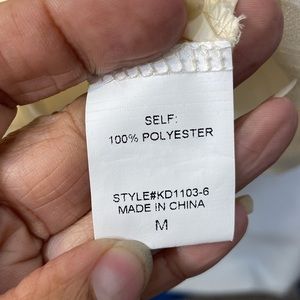 SELF:
100% POLYESTER
STYLE#KD1103-6
MADE IN CHINA
M